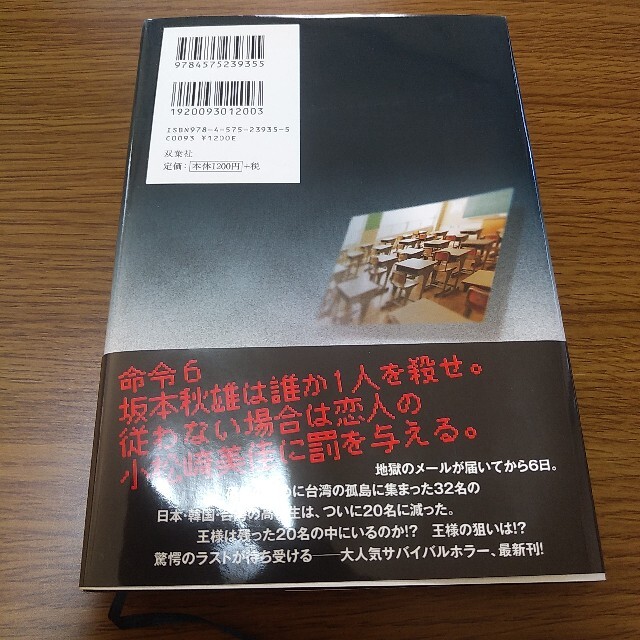 9784575239355
1920093012003
ISBN978-4-575-23935-5
C0093 ¥1200E
双葉社
定価：本体1200円+税
命令6
坂本秋雄は誰か1人を殺せ。
従わない場合は恋人の
小 崎 に罰を与える。
地獄のメールが届いてから6日。
めに台湾の孤島に集まった32名の
日本・韓国・台 の高 生は、ついに20名に減った。
王様は残った20名の中にいるのか!? 王様の狙いは!?
驚愕のラストが待ち受ける――大人気サバイバルホラー、最新刊!